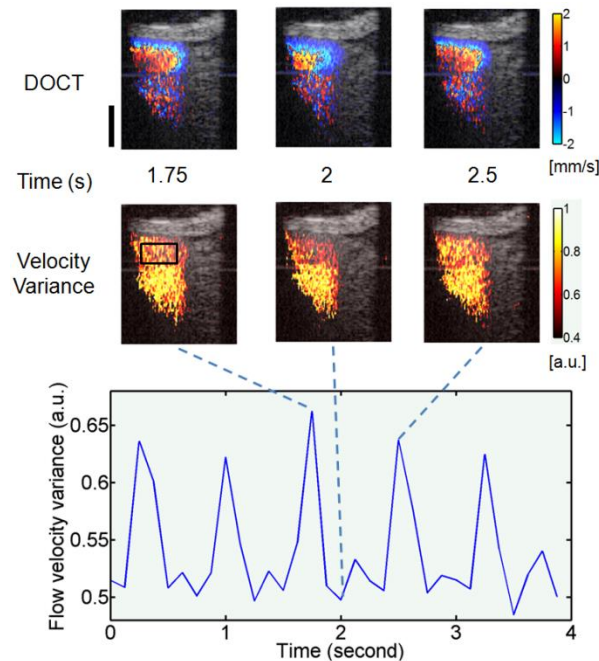 DOCT
2
1
0
-1
-2
[mm/s]
Time (s)
1.75
2
2.5
Velocity
Variance
1
0.8
0.6
0.4
[a.u.]
Flow velocity variance (a.u.)
0.65
0.6
0.55
0.5
0
1
2
3
4
Time (second)